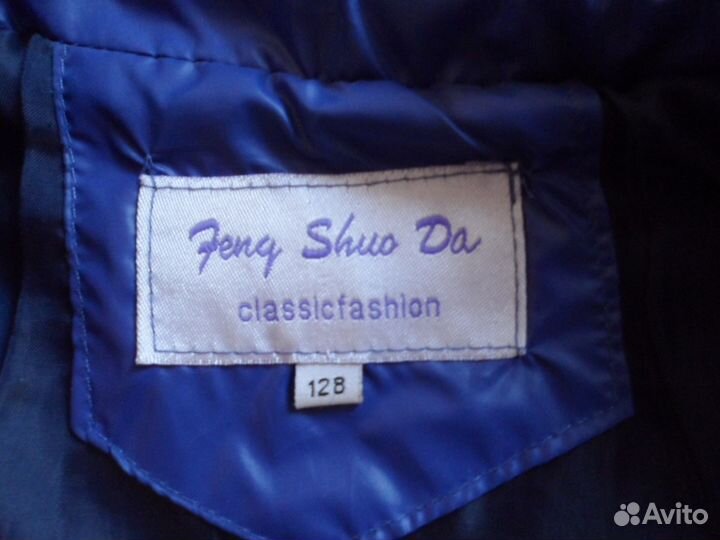 Feng Shuo Da
classicfashion
128
Avito